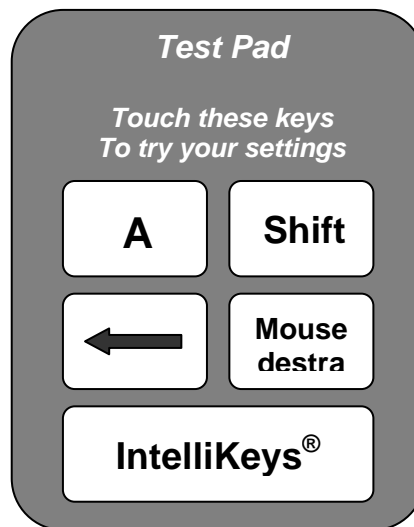 Test Pad
Touch these keys
To try your settings
A
Shift
Mouse
destra
IntelliKeys®